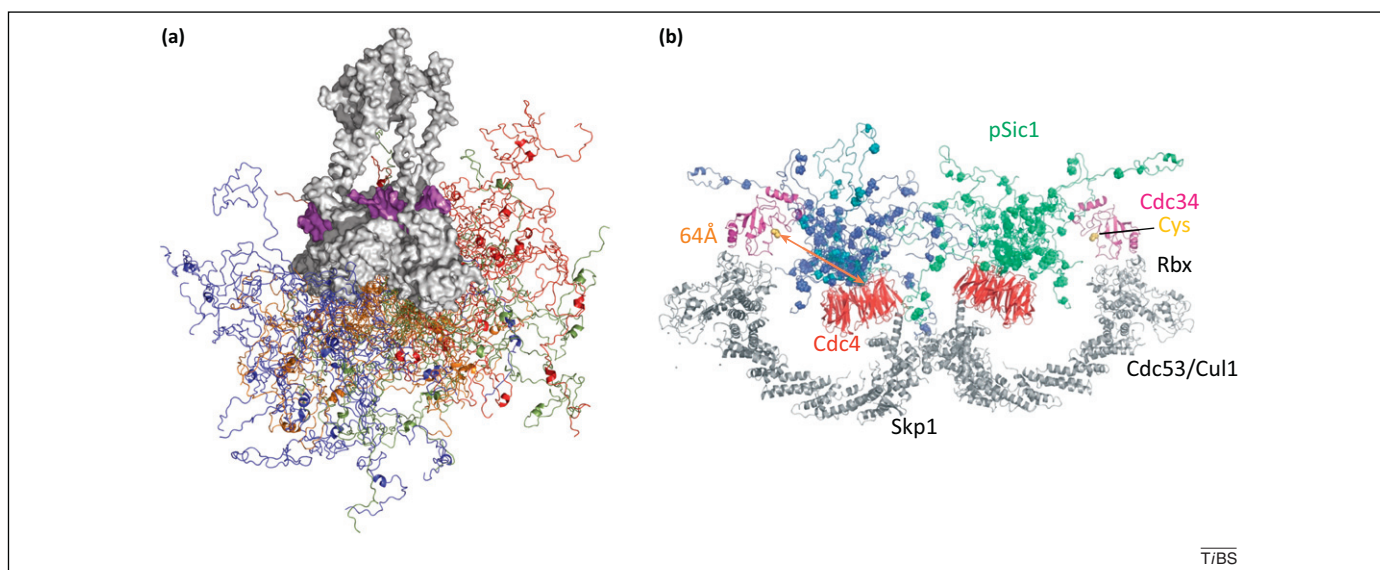 (a)
(b)
pSic1
Cdc34
Cys
64Å
Rbx
Cdc4
Cdc53/Cul1
Skp1
TiBS